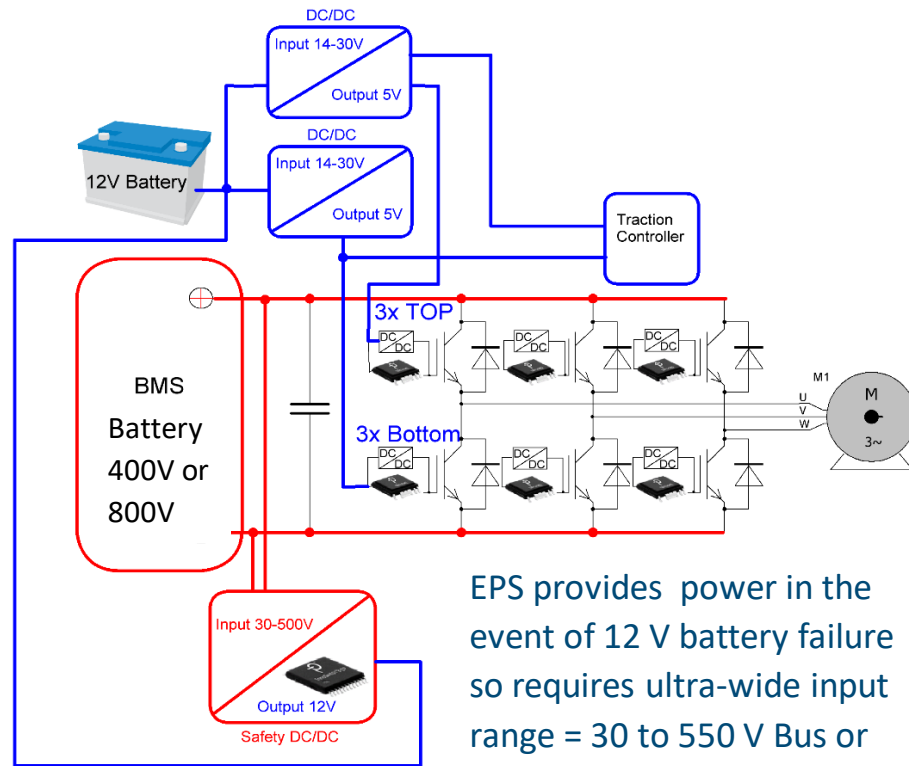 DC/DC
Input 14-30V
Output 5V
DC/DC
Input 14-30V
Output 5V
12V Battery
Traction
Controller
3x TOP
DC
DC
DC
DC
DC
DC
BMS
Battery
400V or
800V
M1
U
V
W
M
3~
3x Bottom
DC
DC
DC
DC
DC
DC
Input 30-500V
Output 12V
Safety DC/DC
EPS provides power in the
event of 12 V battery failure
so requires ultra-wide input
range = 30 to 550 V Bus or